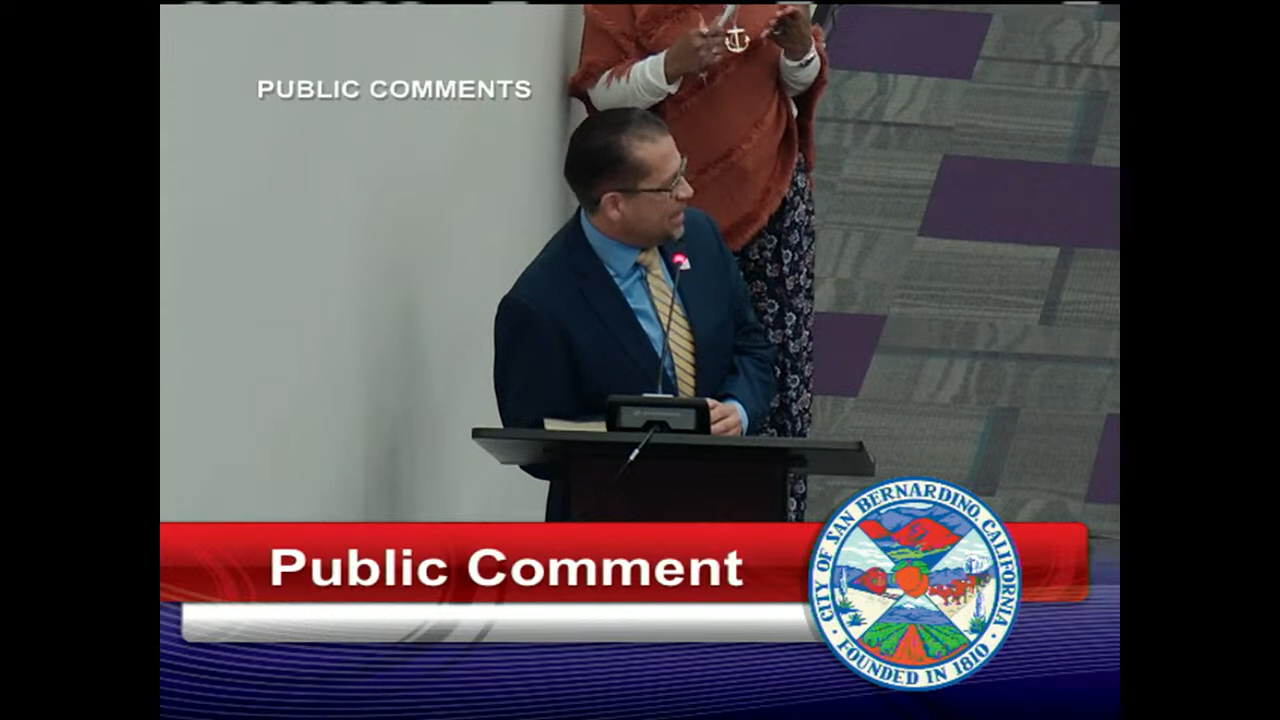 PUBLIC COMMENTS
Public Comment
CITY OF SAN BERNARDINO, CALIFORNIA
· FOUNDED IN 1810 ·